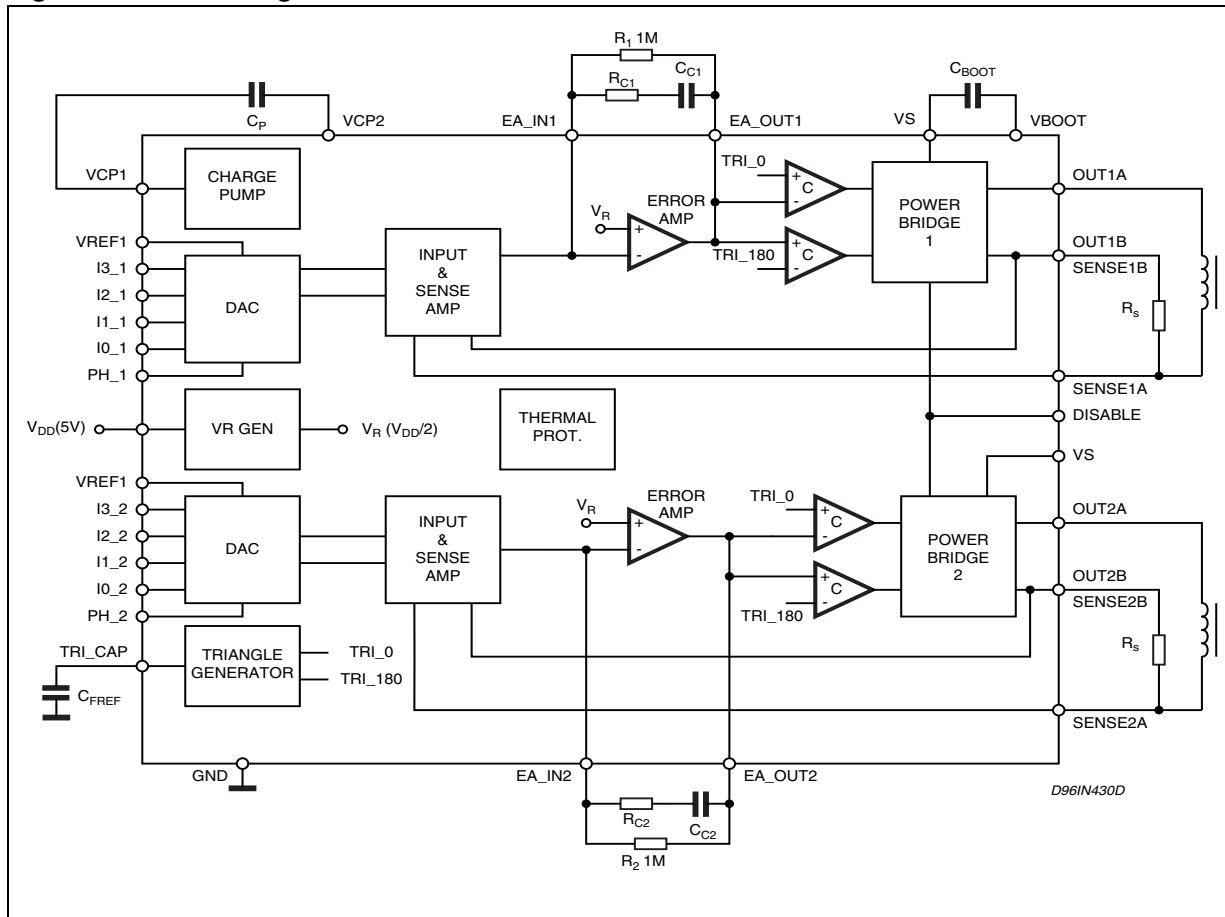 R1 1M
RC1
CC1
CBOOT
CP
VCP2
EA_IN1
EA_OUT1
VS
VBOOT
VCP1
CHARGE
PUMP
TRI_0
+
C
-
OUT1A
POWER
BRIDGE
1
VR
ERROR
AMP
+
-
VREF1
I3_1
I2_1
I1_1
I0_1
PH_1
DAC
INPUT
&
SENSE
AMP
TRI_180
+
C
-
OUT1B
SENSE1B
Rs
SENSE1A
VDD(5V)
VR GEN
VR (VDD/2)
THERMAL
PROT.
DISABLE
VS
VREF1
I3_2
I2_2
I1_2
I0_2
PH_2
DAC
INPUT
&
SENSE
AMP
VR
ERROR
AMP
+
-
TRI_0
+
C
-
POWER
BRIDGE
2
OUT2A
+
C
-
TRI_180
OUT2B
SENSE2B
Rs
SENSE2A
TRI_CAP
TRIANGLE
GENERATOR
TRI_0
TRI_180
CFREF
GND
EA_IN2
EA_OUT2
RC2
CC2
R2 1M
D96IN430D